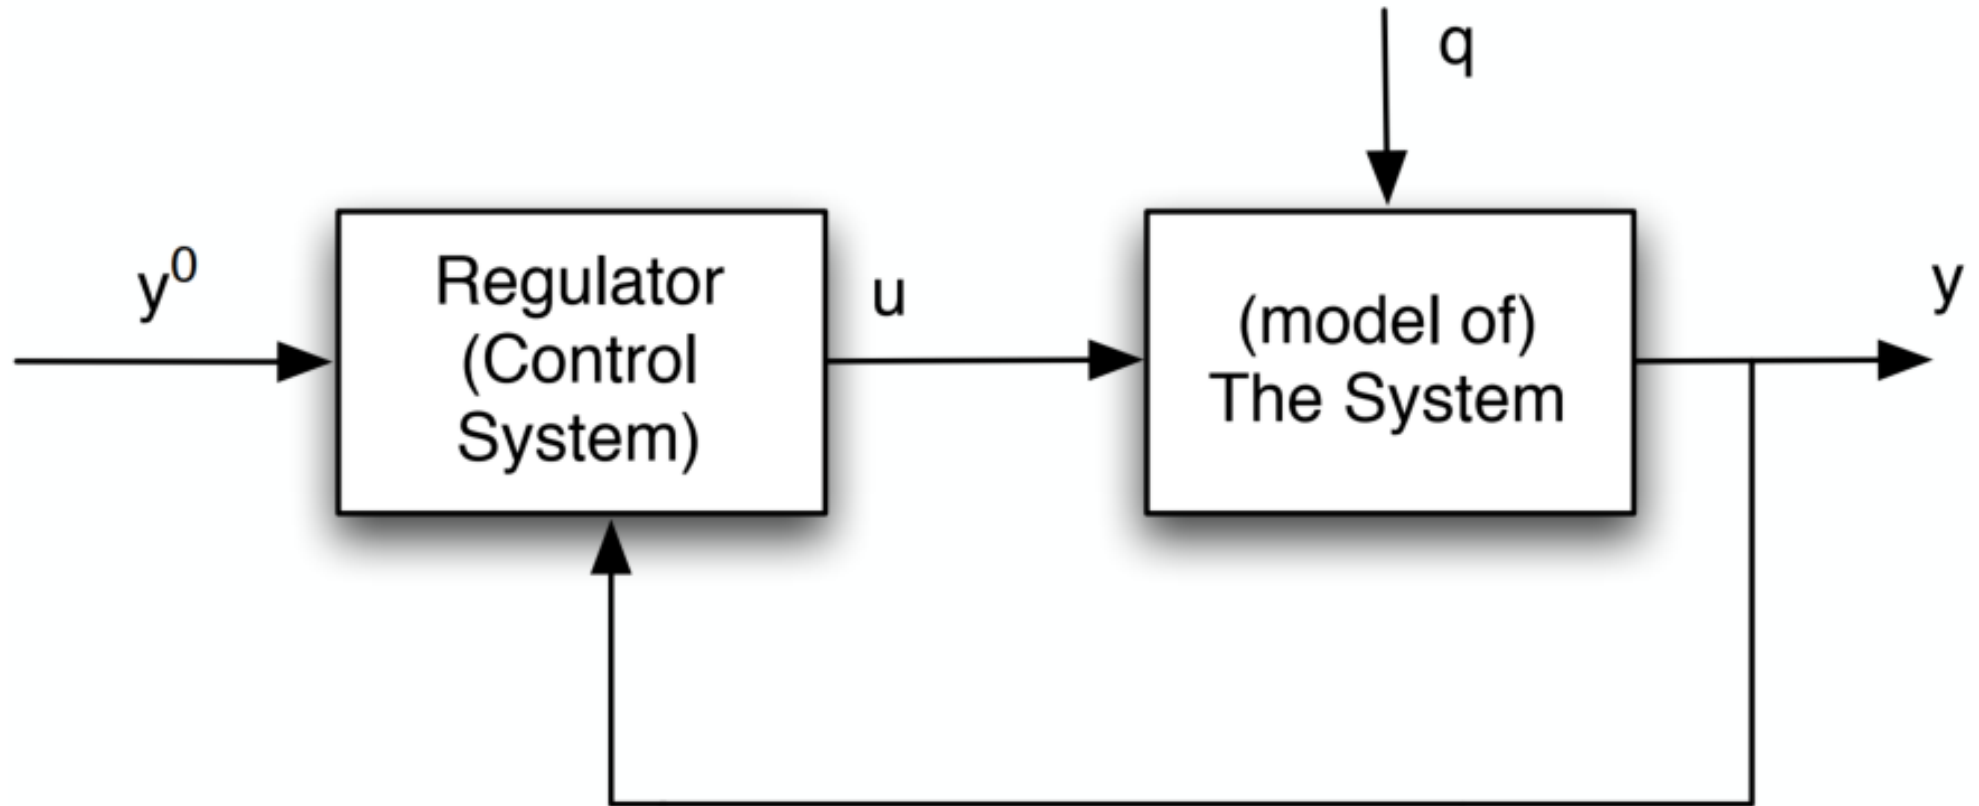 q
y⁰
Regulator
(Control
System)
u
(model of)
The System
y